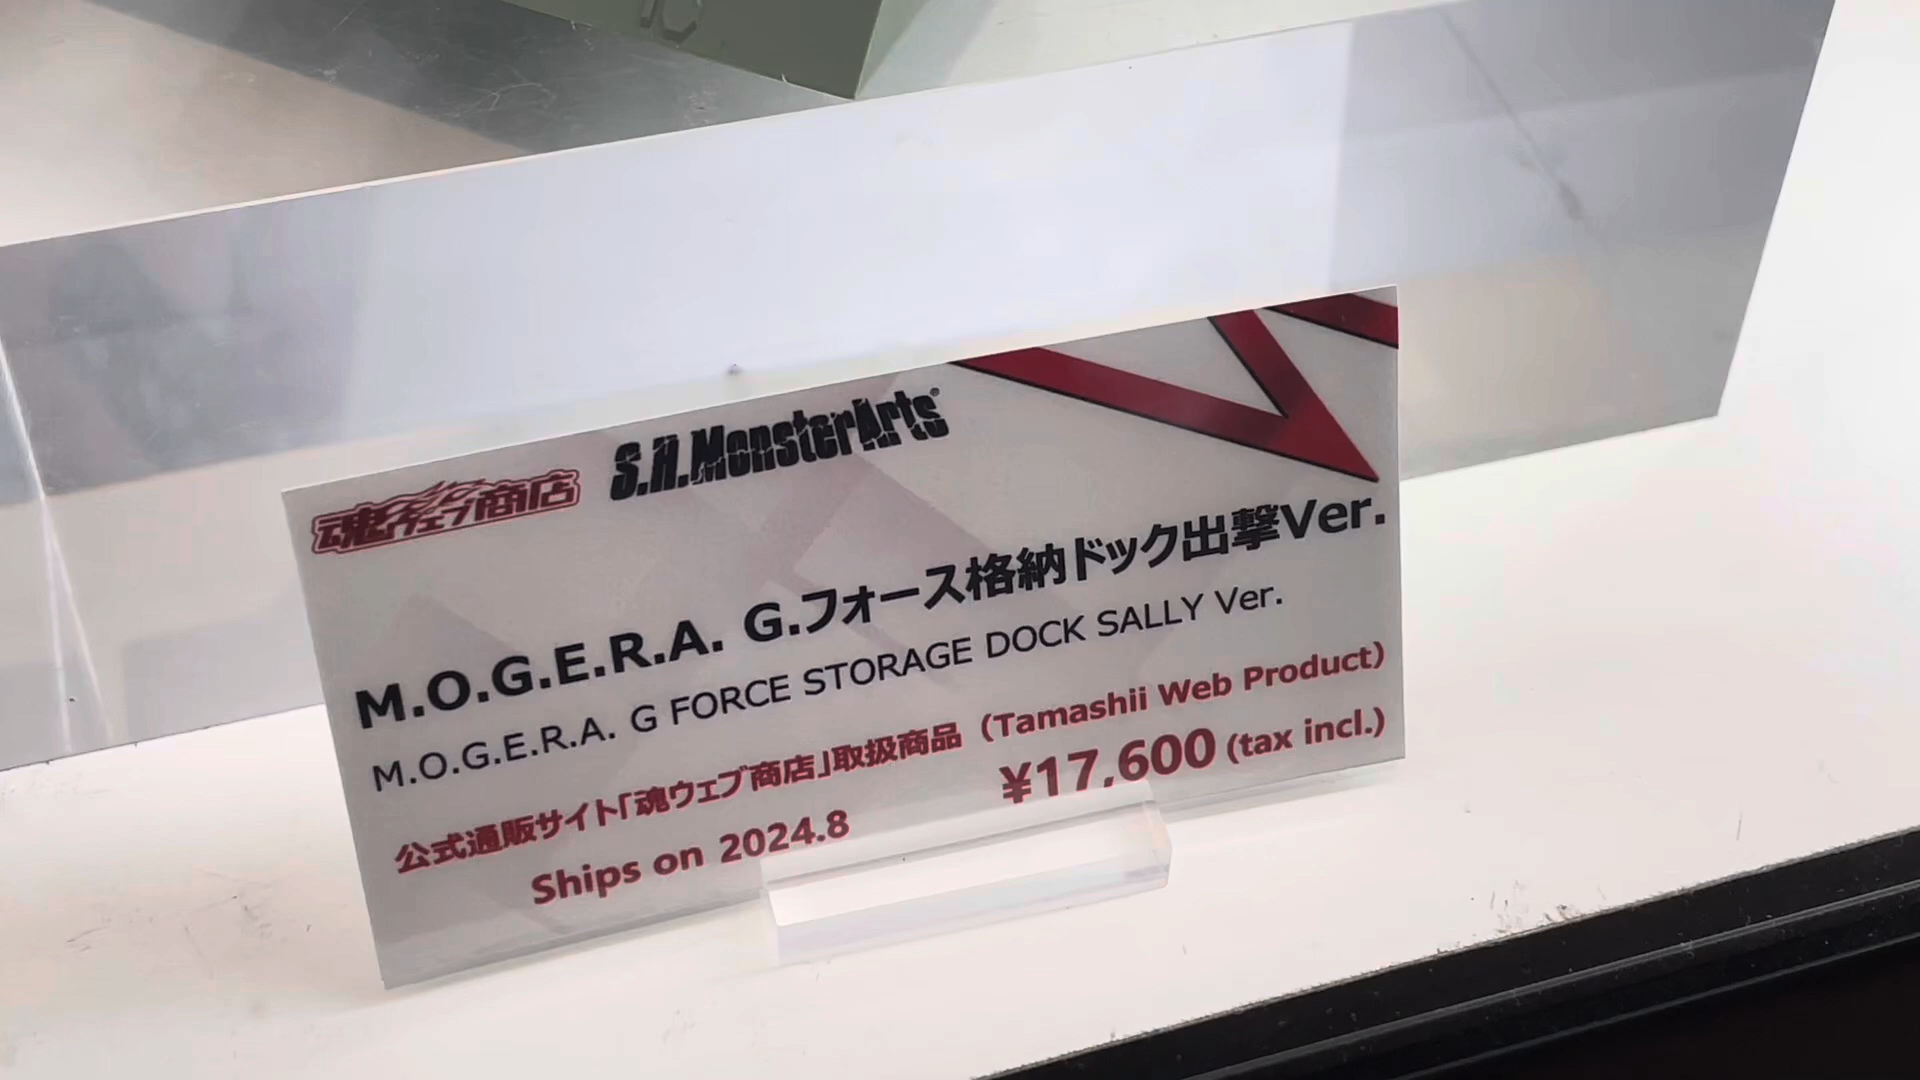 魂ウェブ商店 S.H.MonsterArts
M.O.G.E.R.A. G.フォース格納ドック出撃Ver.
M.O.G.E.R.A. G FORCE STORAGE DOCK SALLY Ver.
公式通販サイト「魂ウェブ商店」取扱商品（Tamashii Web Product）
Ships on 2024.8 ¥17,600 (tax incl.)